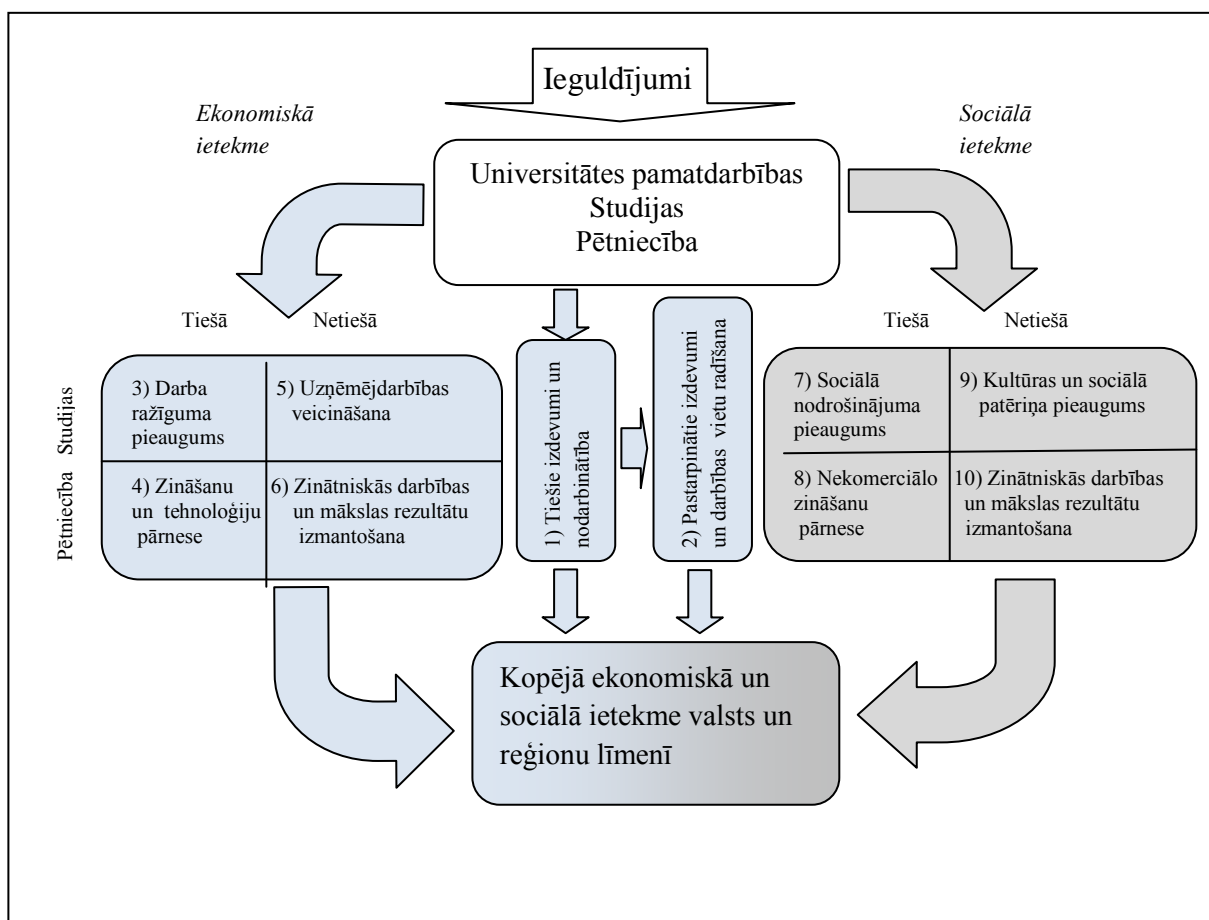 Ieguldījumi
Ekonomiskā
ietekme
Sociālā
ietekme
Universitātes pamatdarbības
Studijas
Pētniecība
Tiešā
Netiešā
Tiešā
Netiešā
Pētniecība Studijas
3) Darba
ražīguma
pieaugums
5) Uzņēmējdarbības
veicināšana
4) Zināšanu
un tehnoloģiju
pārnese
6) Zinātniskās darbības
un mākslas rezultātu
izmantošana
1) Tiešie izdevumi un
nodarbinātība
2) Pastarpinātie izdevumi
un darbības vietu radīšana
7) Sociālā
nodrošinājuma
pieaugums
9) Kultūras un sociālā
patēriņa pieaugums
8) Nekomerciālo
zināšanu
pārnese
10) Zinātniskās darbības
un mākslas rezultātu
izmantošana
Kopējā ekonomiskā un
sociālā ietekme valsts un
reģionu līmenī